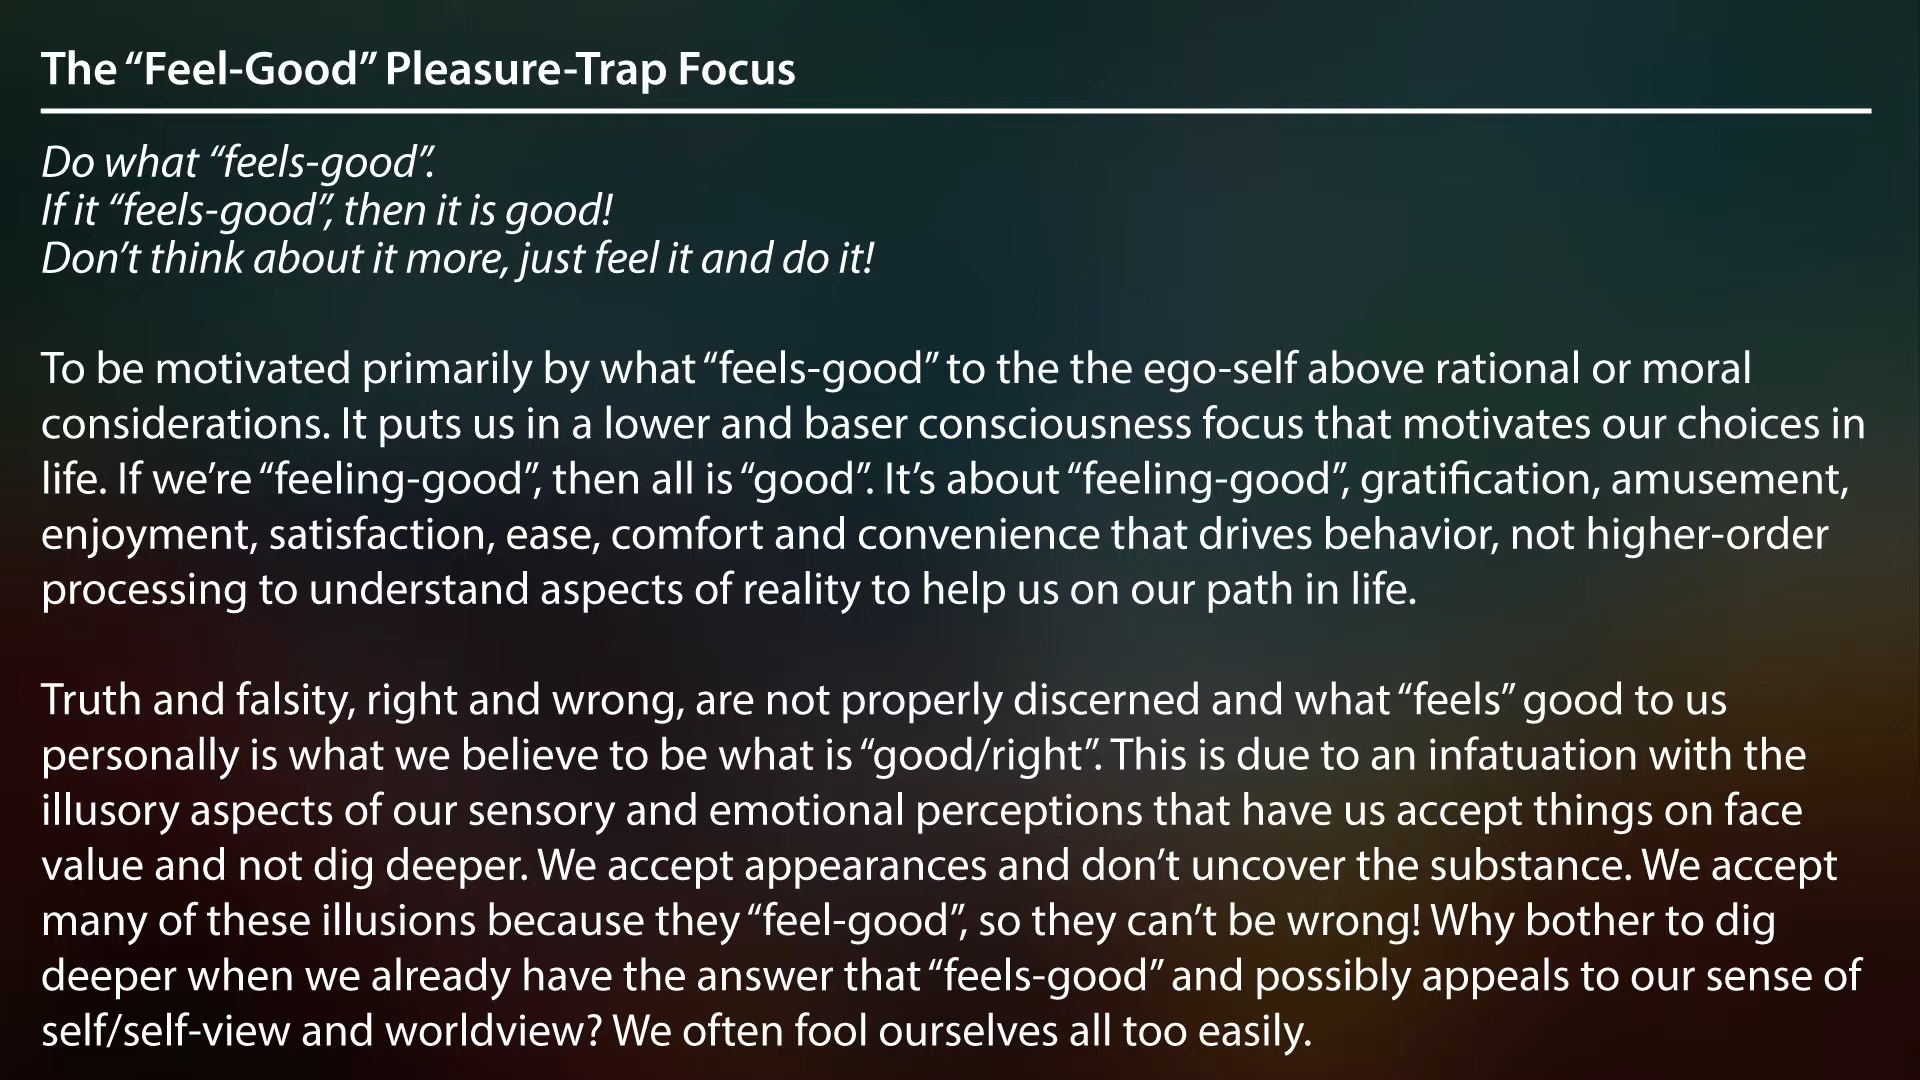 The “Feel-Good” Pleasure-Trap Focus
Do what “feels-good”.
If it “feels-good”, then it is good!
Don’t think about it more, just feel it and do it!
To be motivated primarily by what “feels-good” to the the ego-self above rational or moral
considerations. It puts us in a lower and baser consciousness focus that motivates our choices in
life. If we’re “feeling-good”, then all is “good”. It’s about “feeling-good”, gratification, amusement,
enjoyment, satisfaction, ease, comfort and convenience that drives behavior, not higher-order
processing to understand aspects of reality to help us on our path in life.
Truth and falsity, right and wrong, are not properly discerned and what “feels” good to us
personally is what we believe to be what is “good/right”. This is due to an infatuation with the
illusory aspects of our sensory and emotional perceptions that have us accept things on face
value and not dig deeper. We accept appearances and don’t uncover the substance. We accept
many of these illusions because they “feel-good”, so they can’t be wrong! Why bother to dig
deeper when we already have the answer that “feels-good” and possibly appeals to our sense of
self/self-view and worldview? We often fool ourselves all too easily.